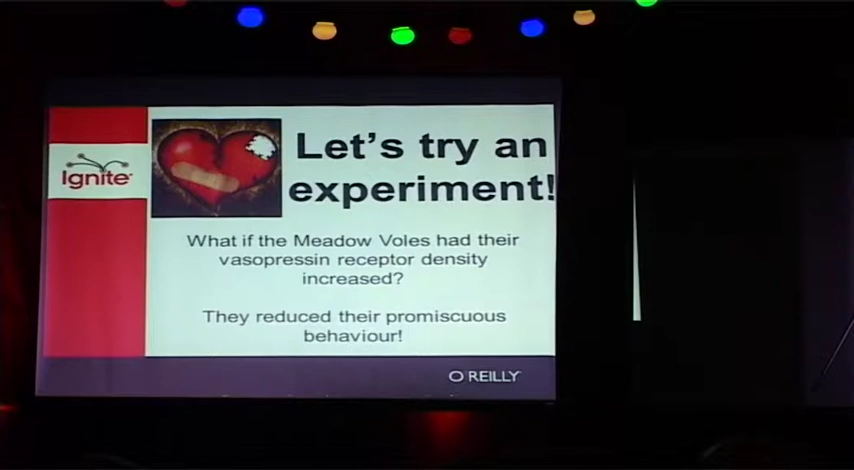 Ignite
Let's try an
experiment!
What if the Meadow Voles had their
vasopressin receptor density
increased?
They reduced their promiscuous
behaviour!
O'REILLY